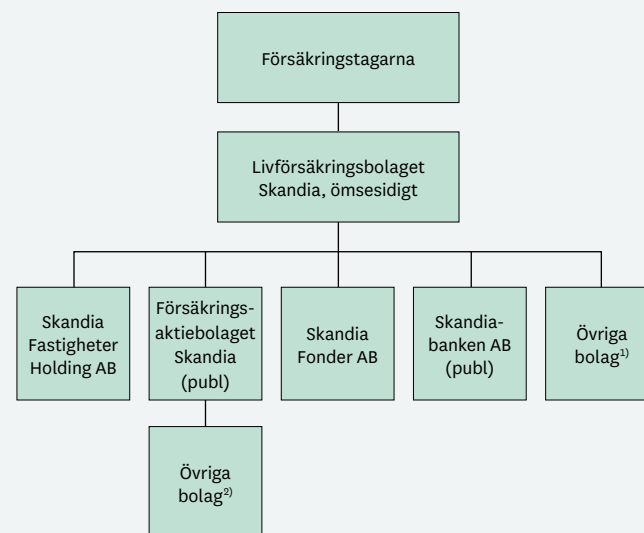 Försäkringstagarna
Livförsäkringsbolaget
Skandia, ömsesidigt
Skandia
Fastigheter
Holding AB
Försäkrings-
aktiebolaget
Skandia
(publ)
Skandia
Fonder AB
Skandia-
banken AB
(publ)
Övriga
bolag¹⁾
Övriga
bolag²⁾